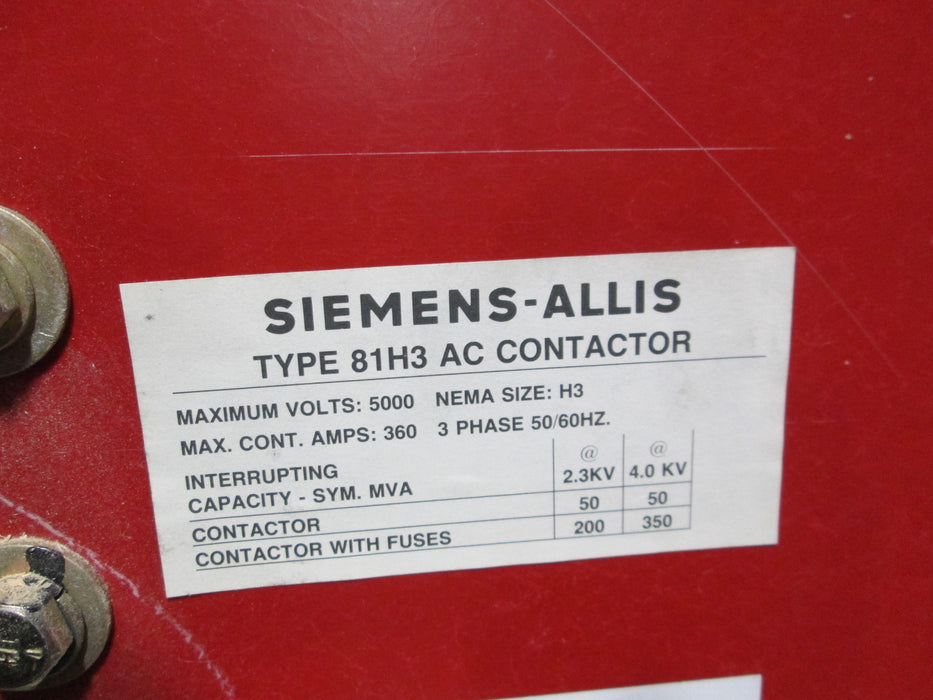 SIEMENS-ALLIS
TYPE 81H3 AC CONTACTOR
MAXIMUM VOLTS: 5000 NEMA SIZE: H3
MAX. CONT. AMPS: 360 3 PHASE 50/60HZ.
INTERRUPTING @ @
CAPACITY - SYM. MVA 2.3KV 4.0 KV
CONTACTOR 50 50
CONTACTOR WITH FUSES 200 350